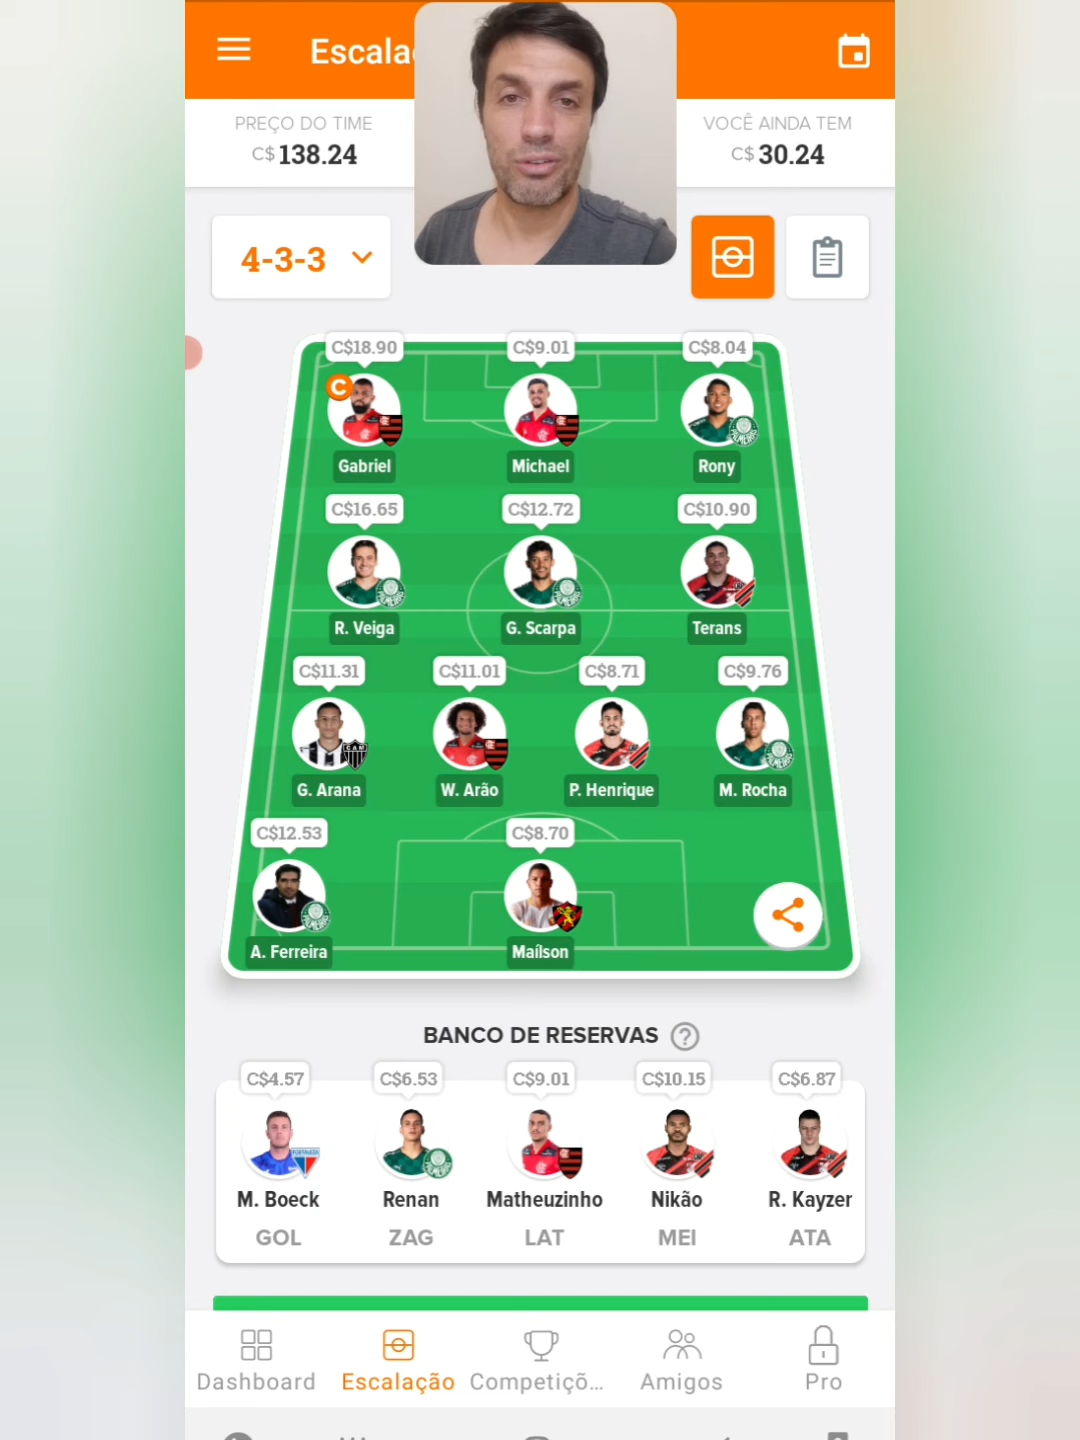 Escala
PREÇO DO TIME
C$ 138.24
VOCÊ AINDA TEM
C$ 30.24
4-3-3
C$18.90 C$9.01 C$8.04
C
Gabriel Michael Rony
C$16.65 C$12.72 C$10.90
R. Veiga G. Scarpa Terans
C$11.31 C$11.01 C$8.71 C$9.76
G. Arana W. Arão P. Henrique M. Rocha
C$12.53 C$8.70
A. Ferreira Maílson
BANCO DE RESERVAS ?
C$4.57 C$6.53 C$9.01 C$10.15 C$6.87
M. Boeck Renan Matheuzinho Nikão R. Kayzer
GOL ZAG LAT MEI ATA
Dashboard Escalação Competiçõ... Amigos Pro